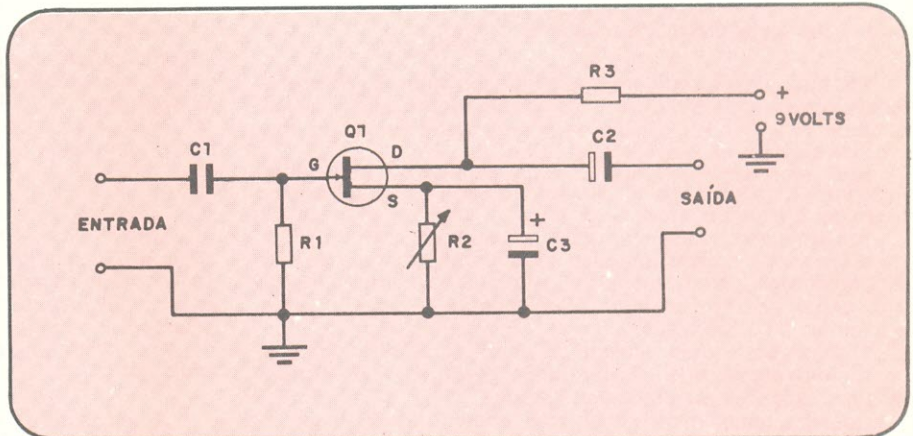 R3
+
9 VOLTS
C1
Q1
G
D
S
C2
ENTRADA
R1
R2
+
C3
SAÍDA